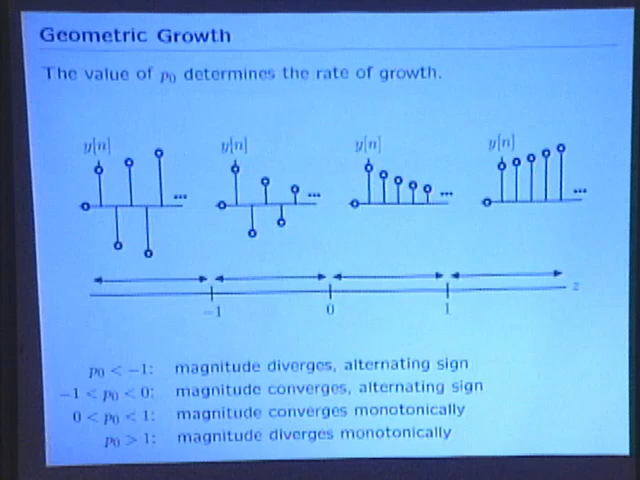 Geometric Growth
The value of p₀ determines the rate of growth.
y[n] y[n] y[n] y[n]
... ... ... ...
−1 0 1 z
p₀ < −1: magnitude diverges, alternating sign
−1 < p₀ < 0: magnitude converges, alternating sign
0 < p₀ < 1: magnitude converges monotonically
p₀ > 1: magnitude diverges monotonically